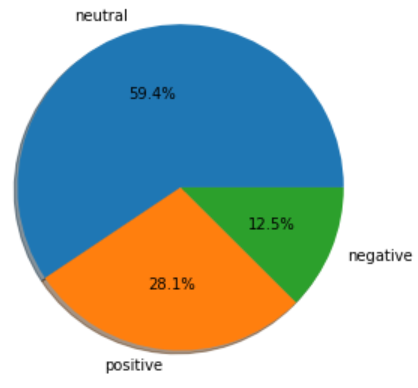 neutral
59.4%
12.5%
negative
28.1%
positive